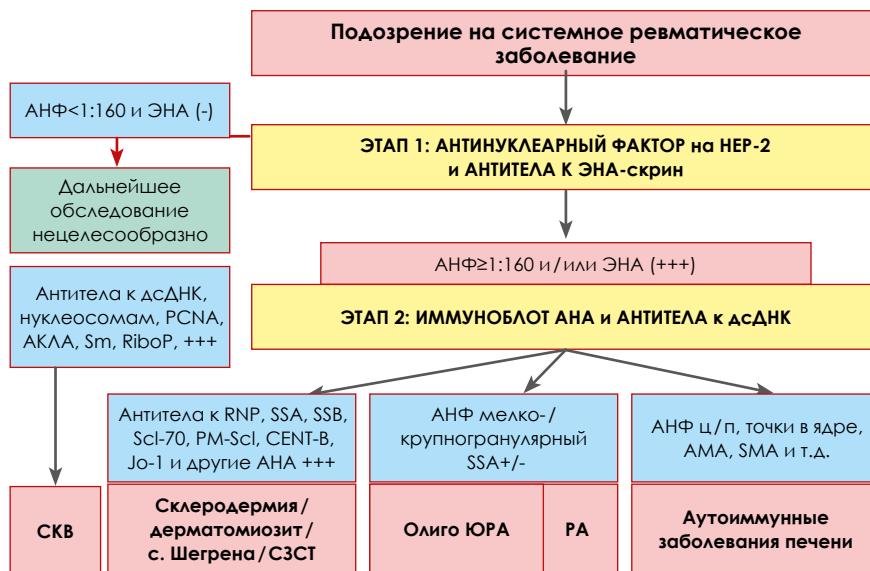 Подозрение на системное ревматическое
заболевание
АНФ<1:160 и ЭНА (-)
ЭТАП 1: АНТИНУКЛЕАРНЫЙ ФАКТОР на HEP-2
и АНТИТЕЛА К ЭНА-скрин
Дальнейшее
обследование
нецелесообразно
АНФ≥1:160 и/или ЭНА (+++)
Антитела к дсДНК,
нуклеосомам, PCNA,
АКЛА, Sm, RiboP, +++
ЭТАП 2: ИММУНОБЛОТ АНА и АНТИТЕЛА к дсДНК
Антитела к RNP, SSA, SSB,
Scl-70, PM-Scl, CENT-B,
Jo-1 и другие АНА +++
АНФ мелко-/
крупногранулярный
SSA+/-
АНФ ц/п, точки в ядре,
АМА, SMA и т.д.
СКВ
Склеродермия/
дерматомиозит/
с. Шегрена/СЗСТ
Олиго ЮРА
РА
Аутоиммунные
заболевания печени